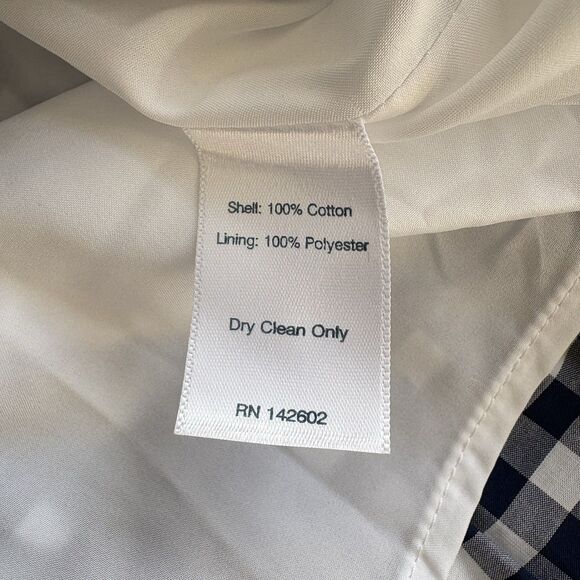 Shell: 100% Cotton
Lining: 100% Polyester
Dry Clean Only
RN 142602